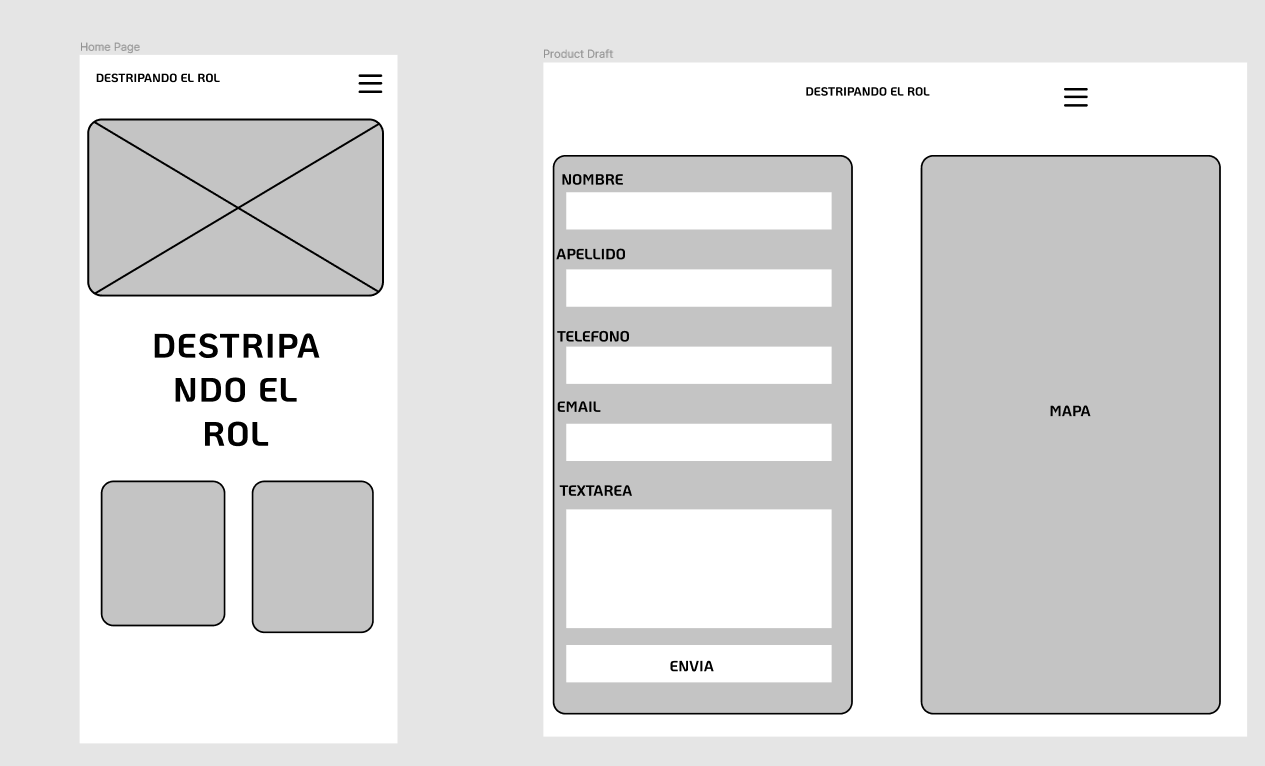 Home Page
DESTRIPANDO EL ROL
DESTRIPA
NDO EL
ROL
Product Draft
DESTRIPANDO EL ROL
NOMBRE
APELLIDO
TELEFONO
EMAIL
TEXTAREA
ENVIA
MAPA